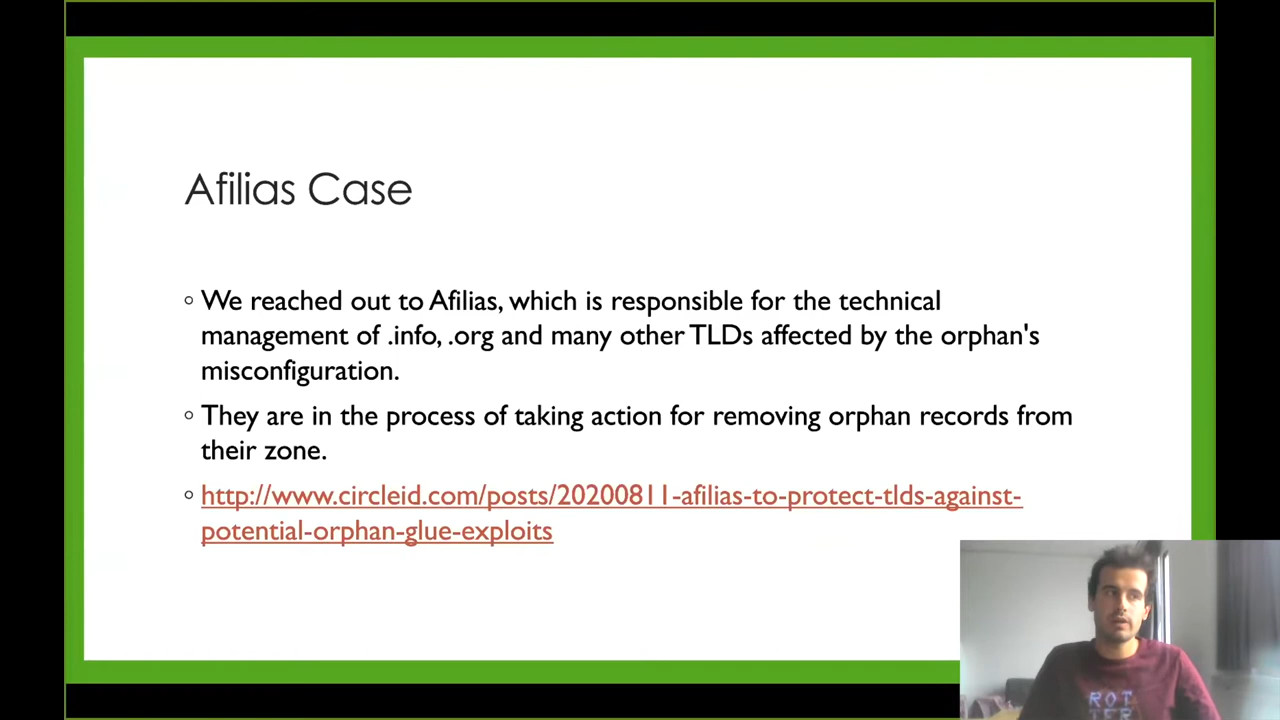 Afilias Case
◦ We reached out to Afilias, which is responsible for the technical
management of .info, .org and many other TLDs affected by the orphan's
misconfiguration.
◦ They are in the process of taking action for removing orphan records from
their zone.
◦ http://www.circleid.com/posts/20200811-afilias-to-protect-tlds-against-
potential-orphan-glue-exploits
ROT
TER